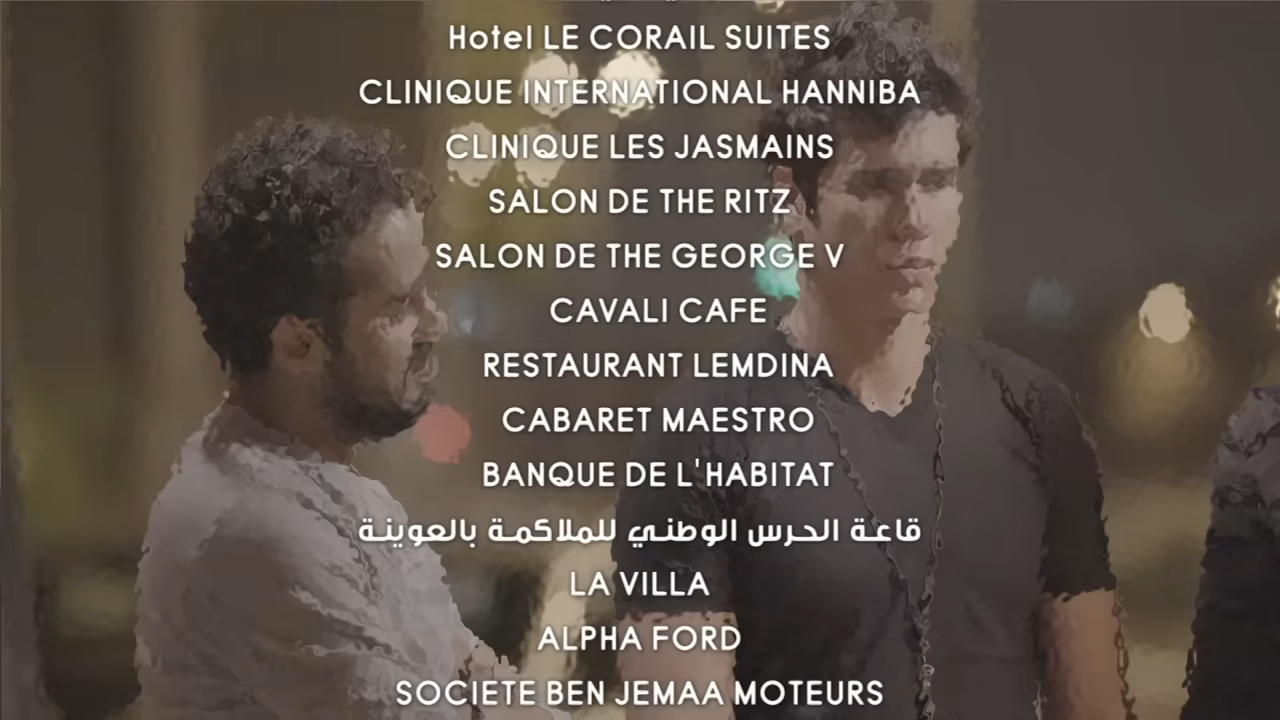 Hotel LE CORAIL SUITES
CLINIQUE INTERNATIONAL HANNIBA
CLINIQUE LES JASMAINS
SALON DE THE RITZ
SALON DE THE GEORGE V
CAVALI CAFE
RESTAURANT LEMDINA
CABARET MAESTRO
BANQUE DE L'HABITAT
قاعة الحرس الوطني للملاكمة بالعوينة
LA VILLA
ALPHA FORD
SOCIETE BEN JEMAA MOTEURS